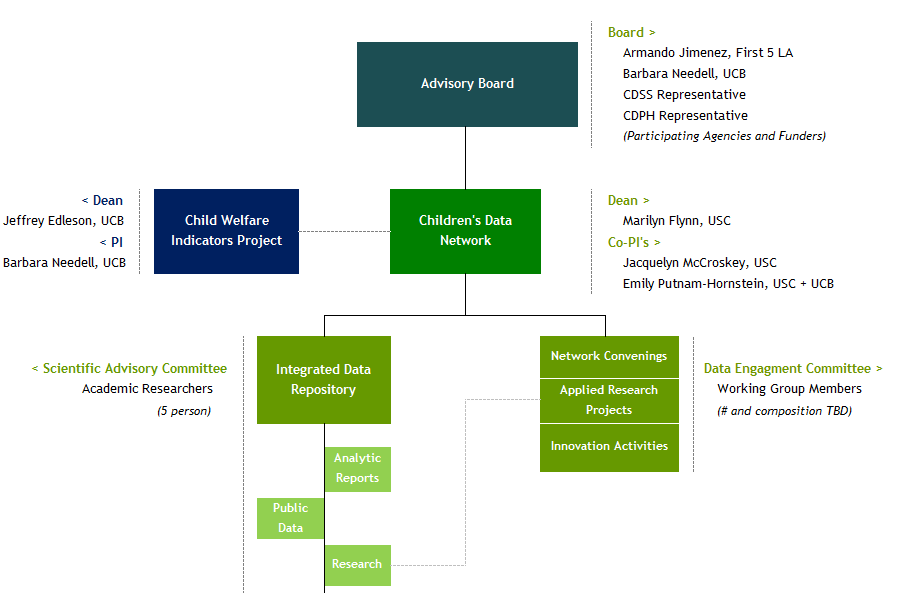 Advisory Board
Board >
Armando Jimenez, First 5 LA
Barbara Needell, UCB
CDSS Representative
CDPH Representative
(Participating Agencies and Funders)
< Dean
Jeffrey Edleson, UCB
< PI
Barbara Needell, UCB
Child Welfare
Indicators Project
Children's Data
Network
Dean >
Marilyn Flynn, USC
Co-PI's >
Jacquelyn McCroskey, USC
Emily Putnam-Hornstein, USC + UCB
< Scientific Advisory Committee
Academic Researchers
(5 person)
Integrated Data
Repository
Network Convenings
Applied Research
Projects
Innovation Activities
Data Engagment Committee >
Working Group Members
(# and composition TBD)
Analytic
Reports
Public
Data
Research